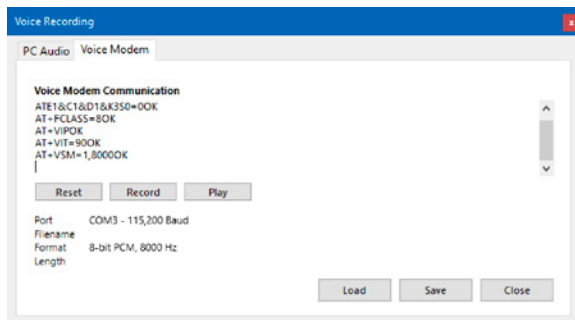 Voice Recording
x
PC Audio Voice Modem
Voice Modem Communication
ATE1&C1&D1&K3S0=0OK
AT+FCLASS=8OK
AT+VIPOK
AT+VIT=90OK
AT+VSM=1,8000OK
Reset Record Play
Port COM3 - 115,200 Baud
Filename
Format 8-bit PCM, 8000 Hz
Length
Load Save Close